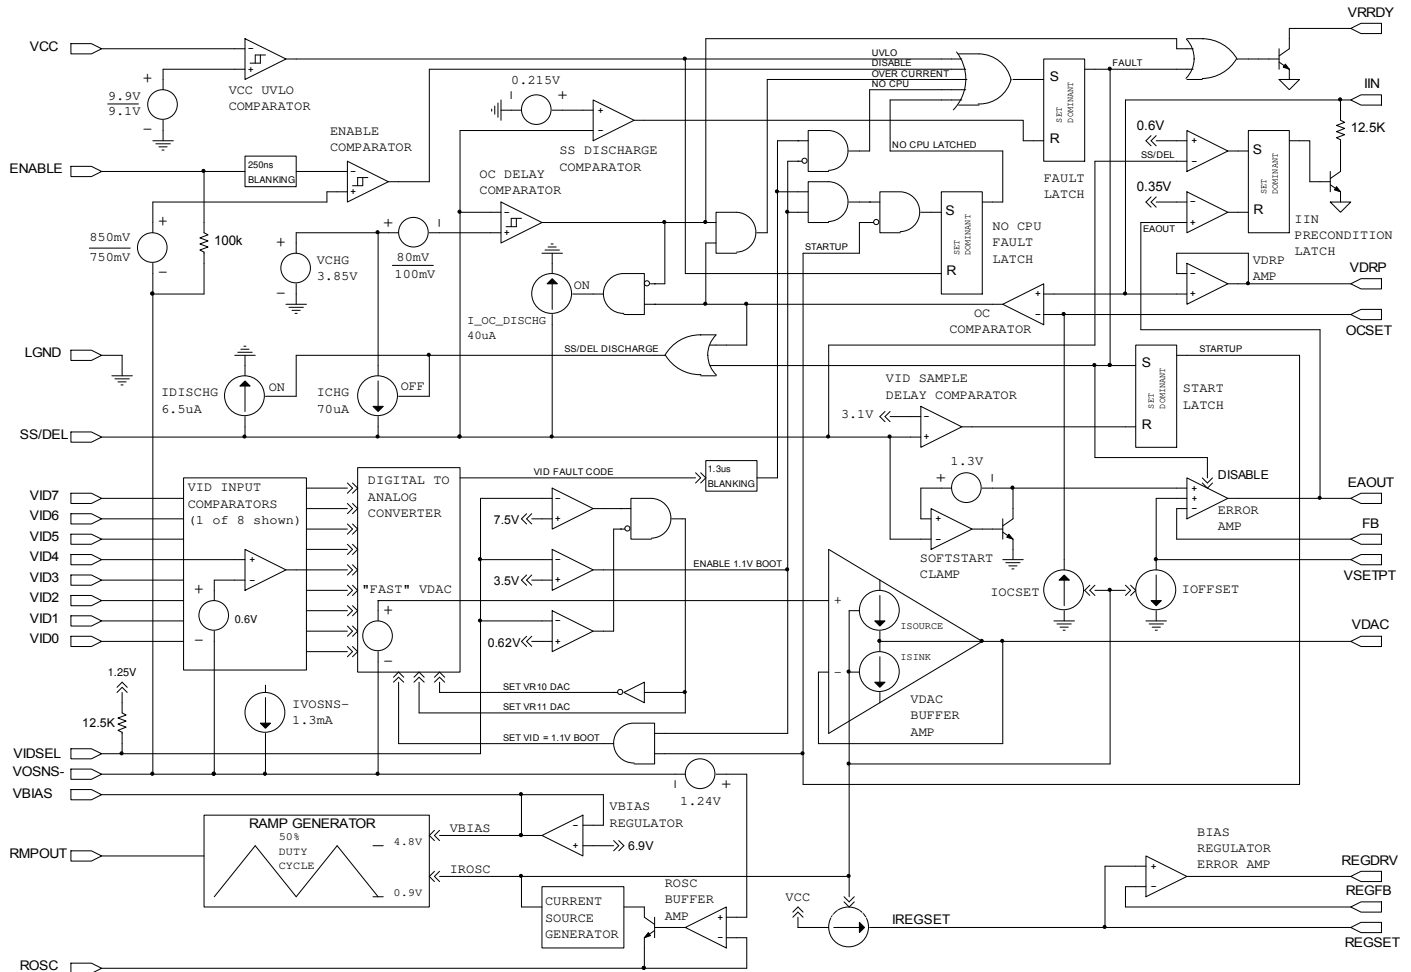 VCC
9.9V
9.1V
VCC UVLO
COMPARATOR
ENABLE
COMPARATOR
ENABLE
250ns
BLANKING
850mV
750mV
100k
VCHG
3.85V
80mV
100mV
0.215V
SS DISCHARGE
COMPARATOR
OC DELAY
COMPARATOR
UVLO
DISABLE
OVER CURRENT
NO CPU
NO CPU LATCHED
S
SET
DOMINANT
R
FAULT
LATCH
FAULT
VRRDY
IIN
12.5K
0.6V
SS/DEL
0.35V
EAOUT
S
SET
DOMINANT
R
IIN
PRECONDITION
LATCH
STARTUP
S
SET
DOMINANT
R
NO CPU
FAULT
LATCH
VDRP
AMP
VDRP
OCSET
OC
COMPARATOR
ON
I_OC_DISCHG
40uA
LGND
SS/DEL DISCHARGE
IDISCHG
6.5uA
ON
ICHG
70uA
OFF
SS/DEL
VID SAMPLE
DELAY COMPARATOR
3.1V
S
SET
DOMINANT
R
STARTUP
START
LATCH
1.3V
SOFTSTART
CLAMP
DISABLE
ERROR
AMP
EAOUT
FB
VSETPT
IOCSET
IOFFSET
VDAC
VID7
VID6
VID5
VID4
VID3
VID2
VID1
VID0
VID INPUT
COMPARATORS
(1 of 8 shown)
0.6V
DIGITAL TO
ANALOG
CONVERTER
"FAST" VDAC
VID FAULT CODE
1.3us
BLANKING
7.5V
3.5V
0.62V
ENABLE 1.1V BOOT
ISOURCE
ISINK
VDAC
BUFFER
AMP
SET VR10 DAC
SET VR11 DAC
SET VID = 1.1V BOOT
1.25V
12.5K
IVOSNS-
1.3mA
VIDSEL
VOSNS-
VBIAS
1.24V
VBIAS
REGULATOR
6.9V
RAMP GENERATOR
50%
DUTY
CYCLE
4.8V
0.9V
VBIAS
IROSC
RMPOUT
CURRENT
SOURCE
GENERATOR
ROSC
BUFFER
AMP
ROSC
VCC
IREGSET
BIAS
REGULATOR
ERROR AMP
REGDRV
REGFB
REGSET